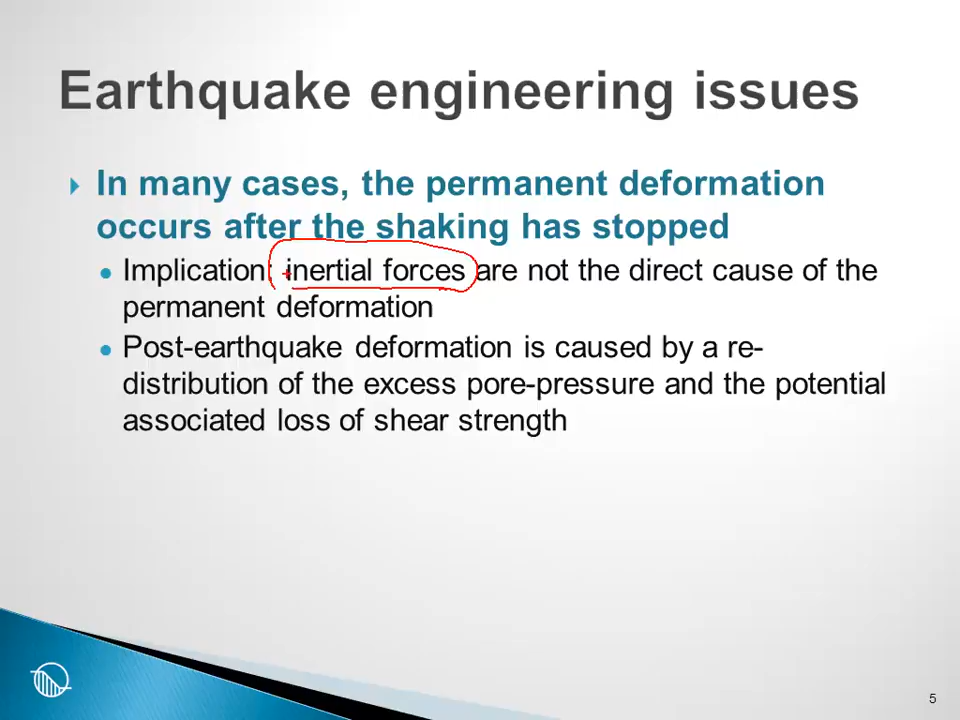 Earthquake engineering issues
In many cases, the permanent deformation
occurs after the shaking has stopped
Implication: inertial forces are not the direct cause of the
permanent deformation
Post-earthquake deformation is caused by a re-
distribution of the excess pore-pressure and the potential
associated loss of shear strength
5